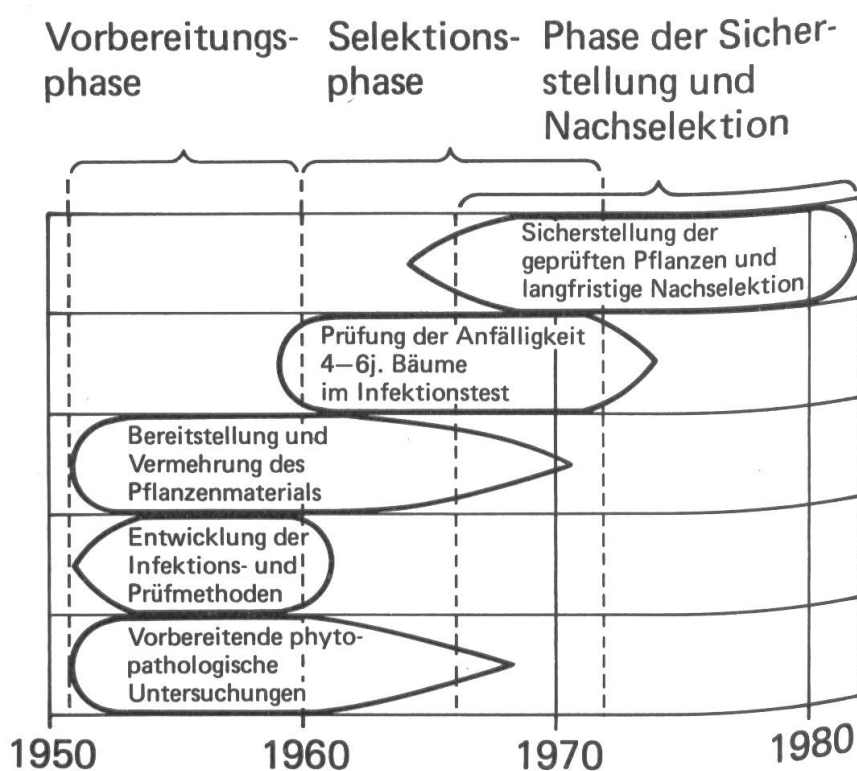 Vorbereitungs-
phase
Selektions-
phase
Phase der Sicher-
stellung und
Nachselektion
Sicherstellung der
geprüften Pflanzen und
langfristige Nachselektion
Prüfung der Anfälligkeit
4–6j. Bäume
im Infektionstest
Bereitstellung und
Vermehrung des
Pflanzenmaterials
Entwicklung der
Infektions- und
Prüfmethoden
Vorbereitende phyto-
pathologische
Untersuchungen
1950 1960 1970 1980